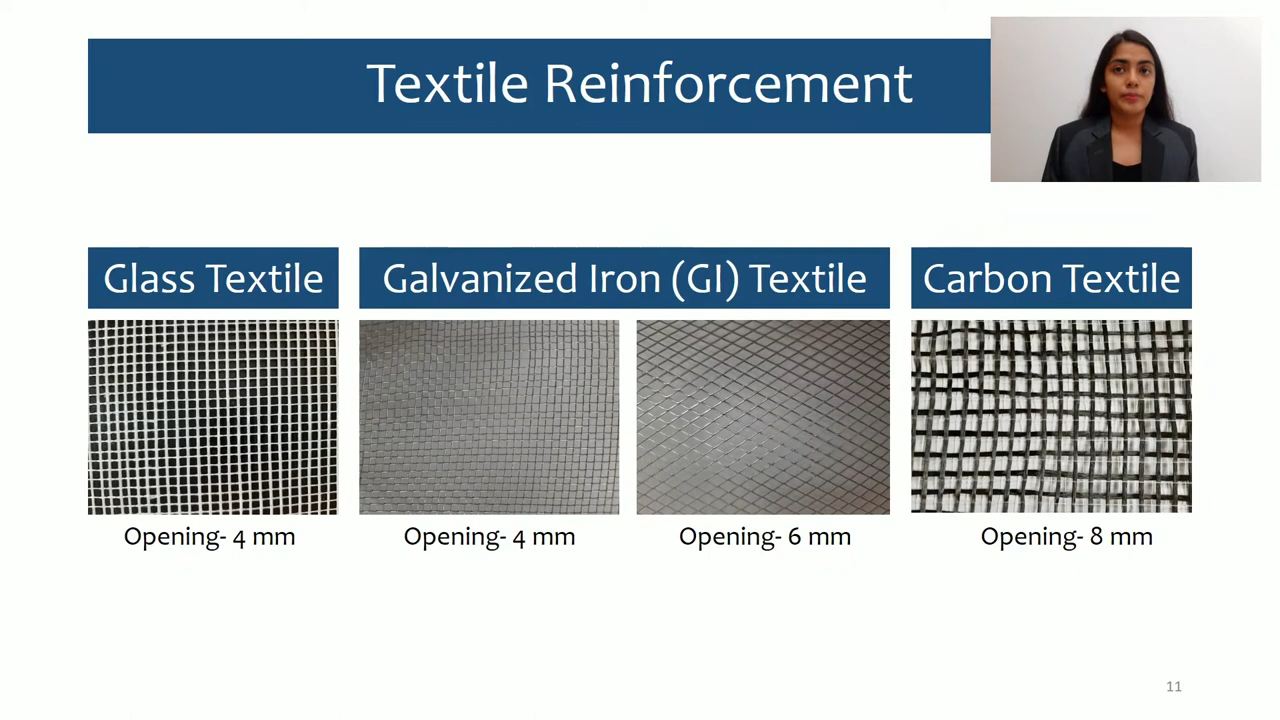 Textile Reinforcement
Glass Textile
Galvanized Iron (GI) Textile
Carbon Textile
Opening- 4 mm
Opening- 4 mm
Opening- 6 mm
Opening- 8 mm
11